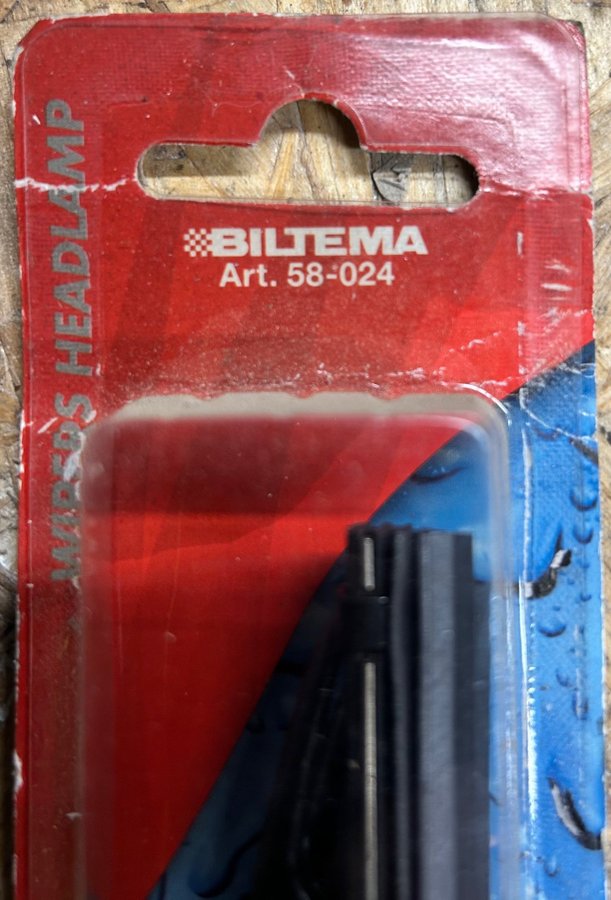 BILTEMA
Art. 58-024
WIPERS HEADLAMP